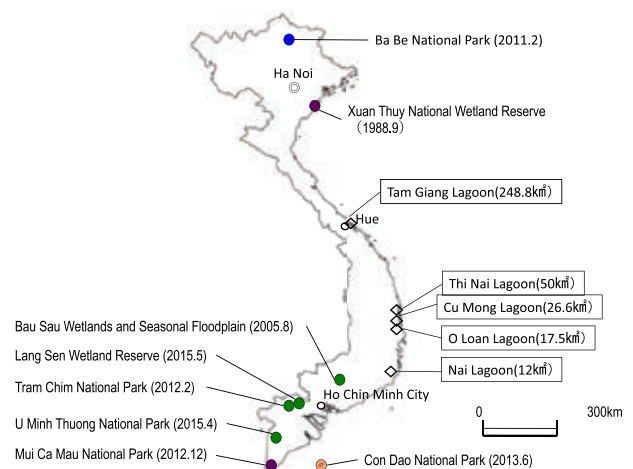 Ba Be National Park (2011.2)
Ha Noi
Xuan Thuy National Wetland Reserve
（1988.9）
Tam Giang Lagoon(248.8㎢)
Hue
Thi Nai Lagoon(50㎢)
Cu Mong Lagoon(26.6㎢)
O Loan Lagoon(17.5㎢)
Nai Lagoon(12㎢)
Bau Sau Wetlands and Seasonal Floodplain (2005.8)
Lang Sen Wetland Reserve (2015.5)
Tram Chim National Park (2012.2)
Ho Chin Minh City
U Minh Thuong National Park (2015.4)
Mui Ca Mau National Park (2012.12)
Con Dao National Park (2013.6)
0 300km